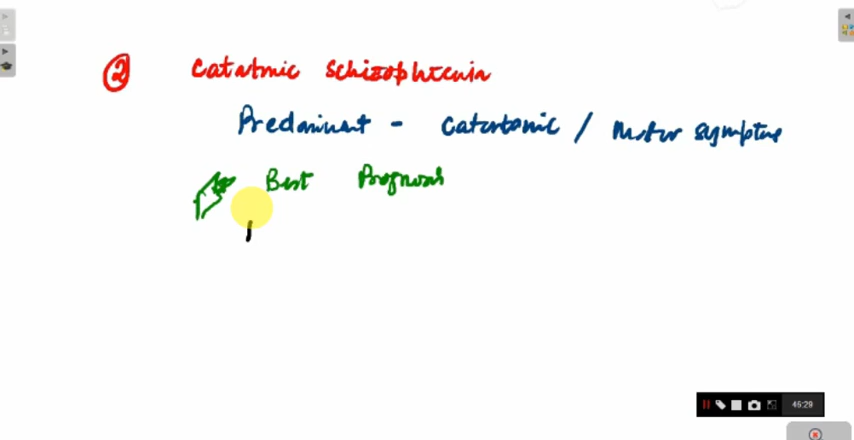 ② Catatonic Schizophrenia
Predominant - Catatonic / Motor symptoms
Best Prognosis
45:29